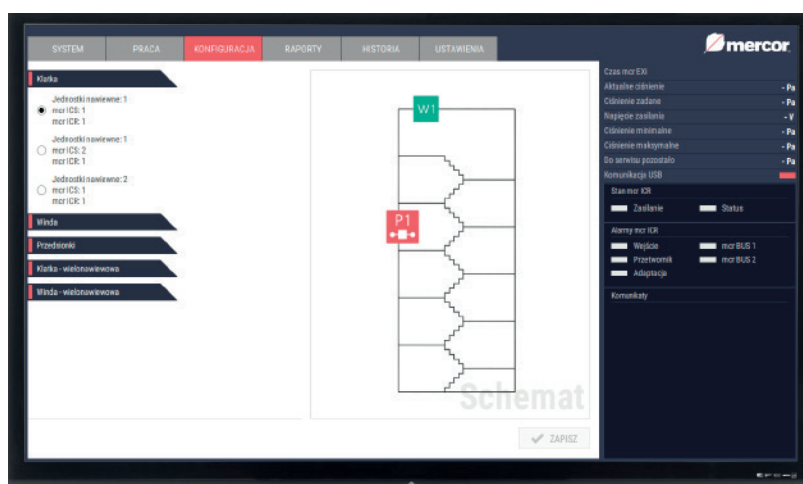 SYSTEM PRACA KONFIGURACJA RAPORTY HISTORIA USTAWIENIA
mercor
Klatka
Jednostki nawiewne: 1
mcr ICS: 1
mcr ICR: 1
Jednostki nawiewne: 1
mcr ICS: 2
mcr ICR: 1
Jednostki nawiewne: 2
mcr ICS: 1
mcr ICR: 1
Winda
Przedsionki
Klatka - wielonawiewowa
Winda - wielonawiewowa
W1
P1
Schemat
ZAPISZ
Czas mcr EXi
Aktualne ciśnienie - Pa
Ciśnienie zadane - Pa
Napięcie zasilania - V
Ciśnienie minimalne - Pa
Ciśnienie maksymalne - Pa
Do serwisu pozostało - Pa
Komunikacja USB
Stan mcr ICR
Zasilanie Status
Alarmy mcr ICR
Wejście mcr BUS 1
Przetwornik mcr BUS 2
Adaptacja
Komunikaty